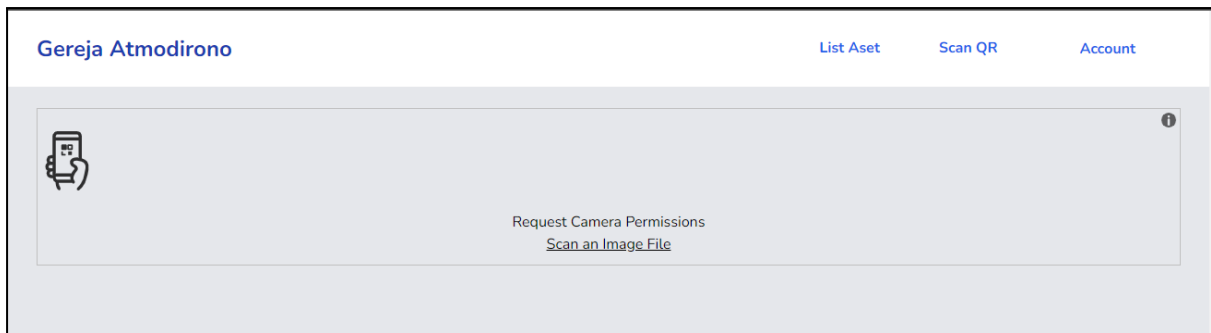 Gereja Atmodirono
List Aset
Scan QR
Account
Request Camera Permissions
Scan an Image File